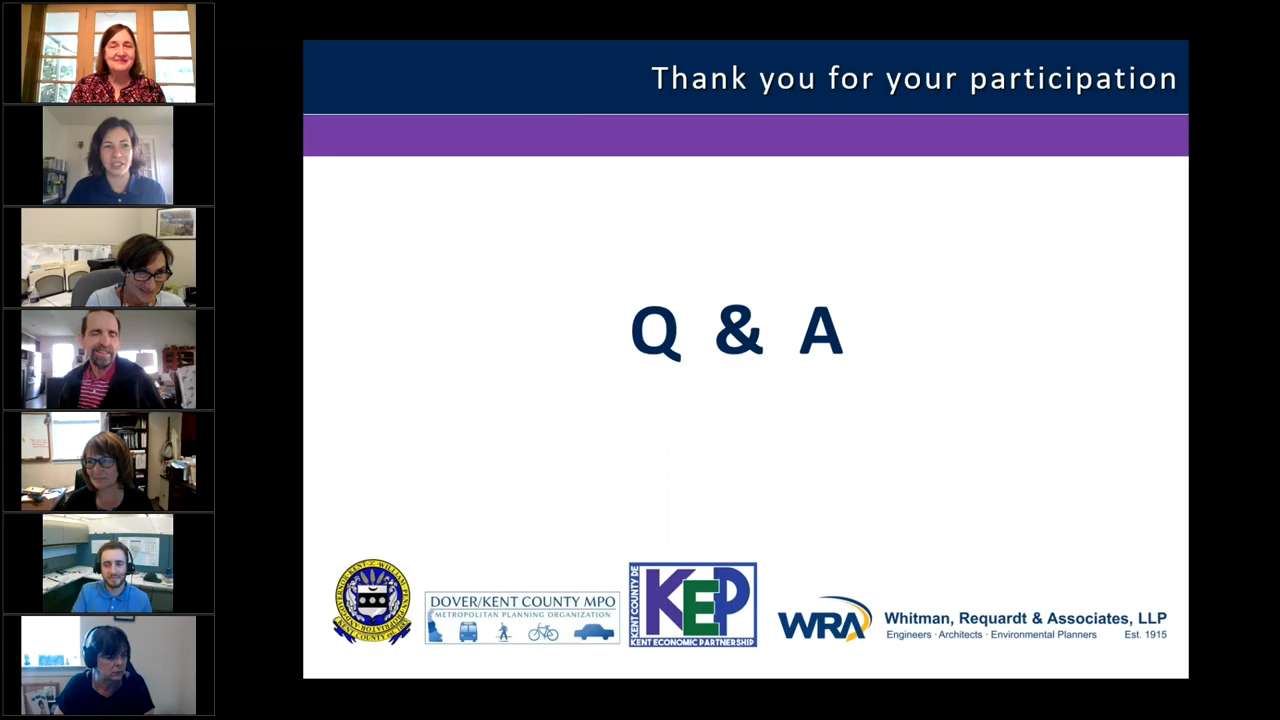 Thank you for your participation
Q & A
DOVER/KENT COUNTY MPO
METROPOLITAN PLANNING ORGANIZATION
KENT COUNTY DE
KEP
KENT ECONOMIC PARTNERSHIP
WRA
Whitman, Requardt & Associates, LLP
Engineers · Architects · Environmental Planners Est. 1915